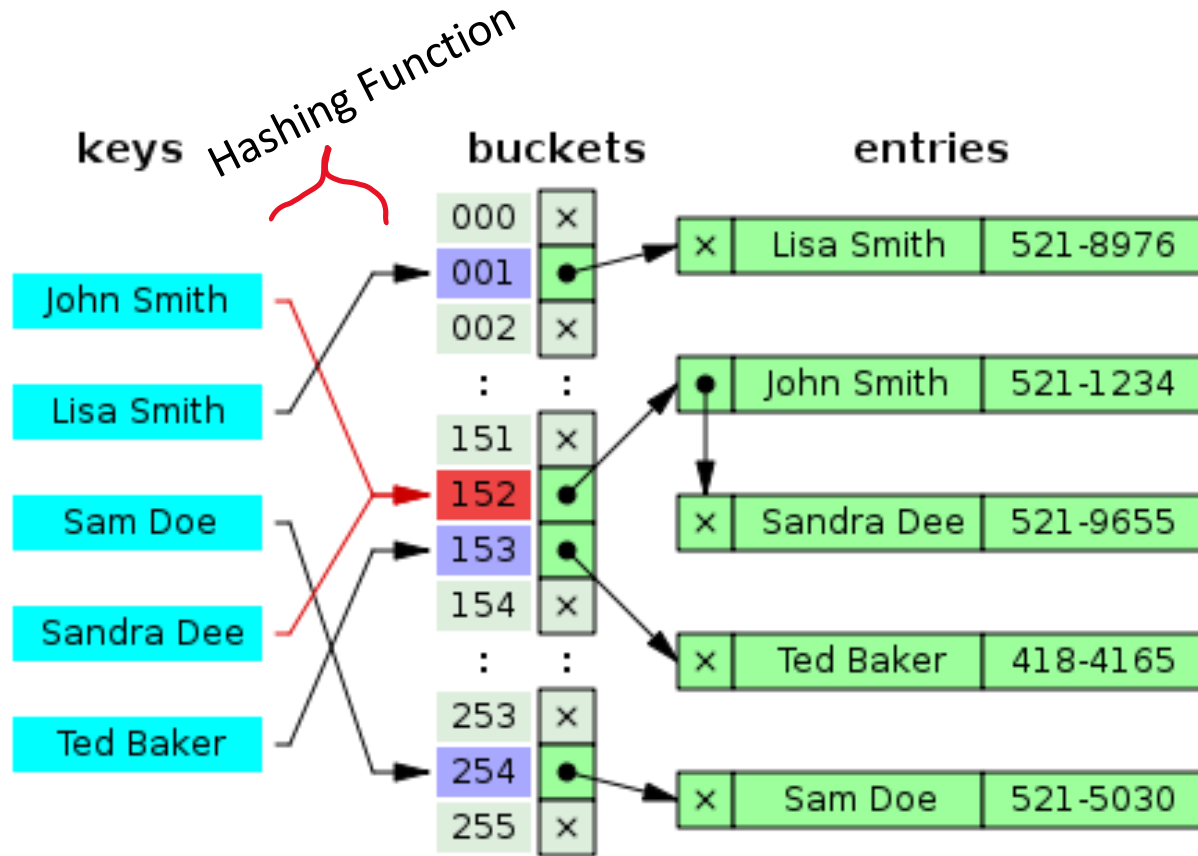 Hashing Function
keys
buckets
entries
John Smith
Lisa Smith
Sam Doe
Sandra Dee
Ted Baker
000 ×
001
002 ×
: :
151 ×
152
153
154 ×
: :
253 ×
254
255 ×
× Lisa Smith 521-8976
John Smith 521-1234
× Sandra Dee 521-9655
× Ted Baker 418-4165
× Sam Doe 521-5030